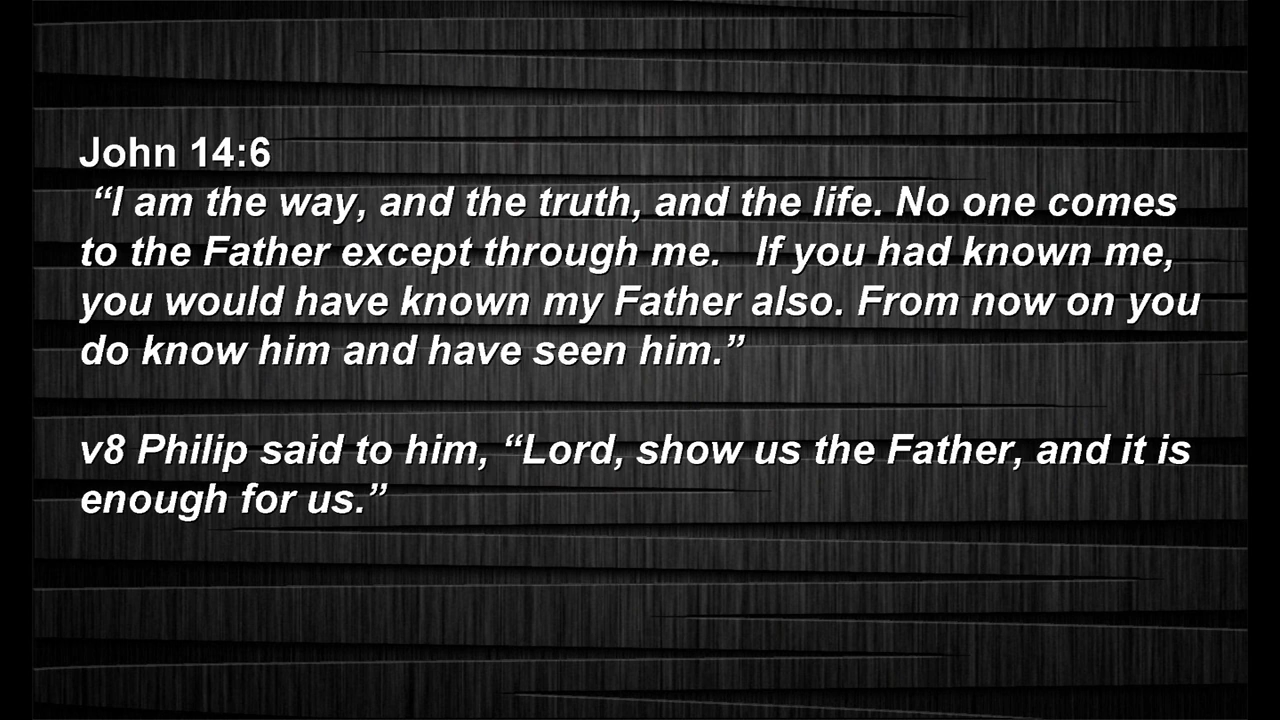 John 14:6
“I am the way, and the truth, and the life. No one comes
to the Father except through me.   If you had known me,
you would have known my Father also. From now on you
do know him and have seen him.”
v8 Philip said to him, “Lord, show us the Father, and it is
enough for us.”